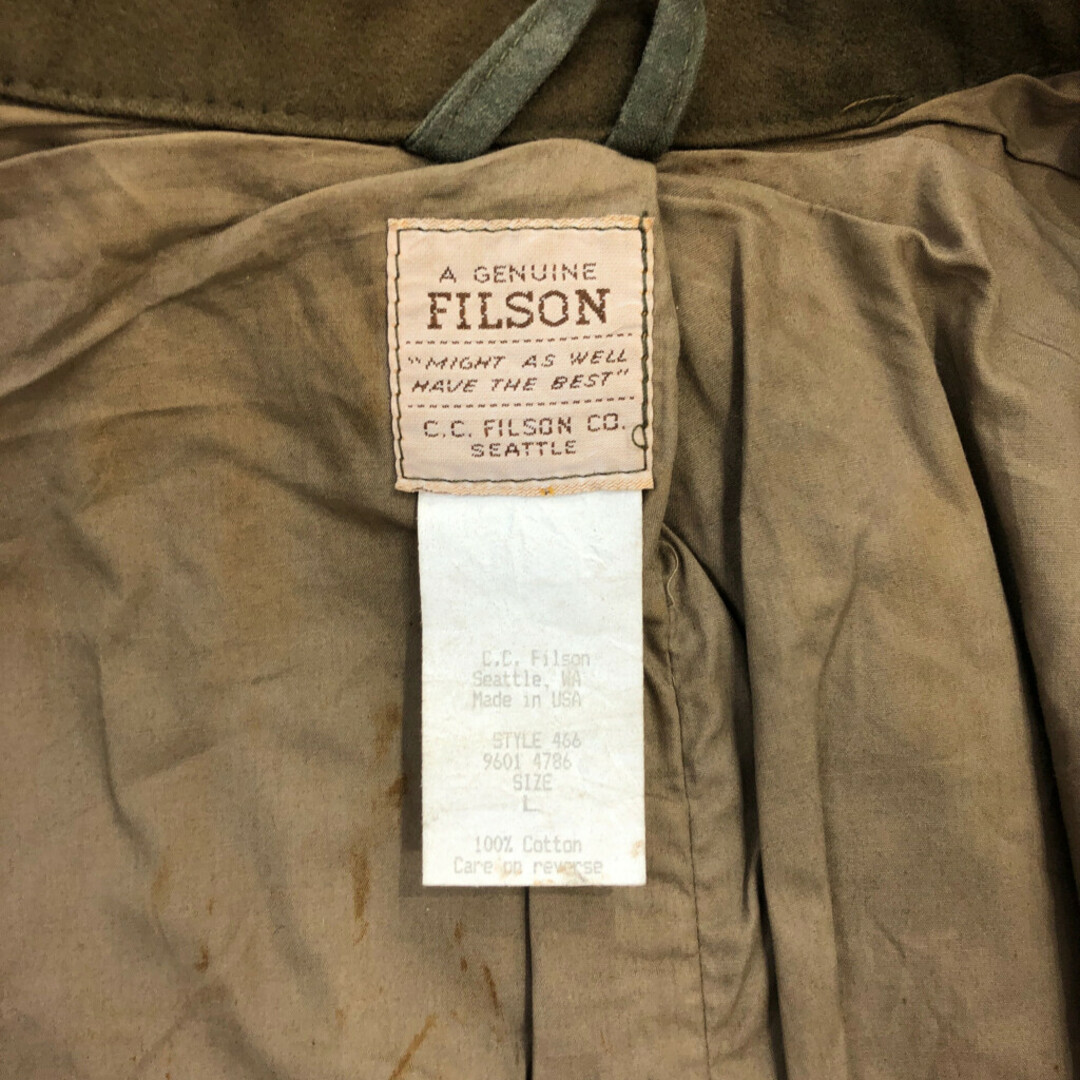 A GENUINE
FILSON
"MIGHT AS WELL
HAVE THE BEST"
C.C. FILSON CO.
SEATTLE
C.C. Filson
Seattle, WA
Made in USA
STYLE 466
9601 4786
SIZE
L
100% Cotton
Care on reverse